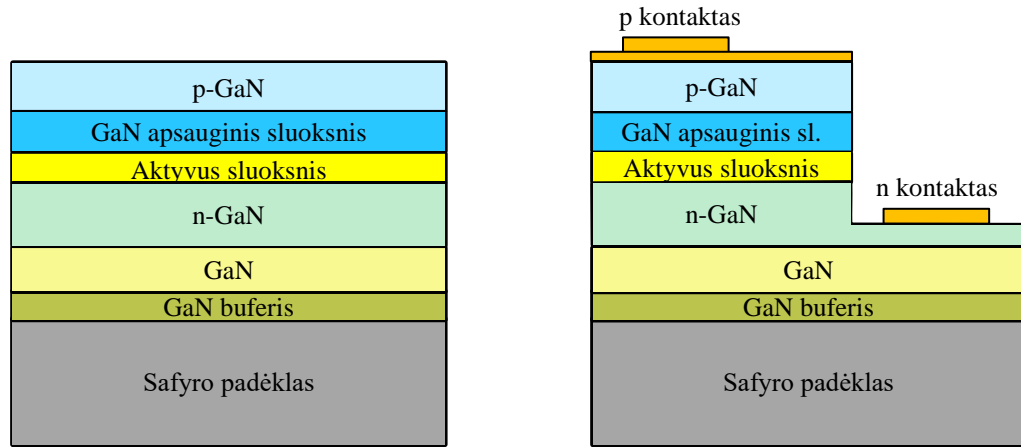 p-GaN
GaN apsauginis sluoksnis
Aktyvus sluoksnis
n-GaN
GaN
GaN buferis
Safyro padėklas
p kontaktas
p-GaN
GaN apsauginis sl.
Aktyvus sluoksnis
n kontaktas
n-GaN
GaN
GaN buferis
Safyro padėklas